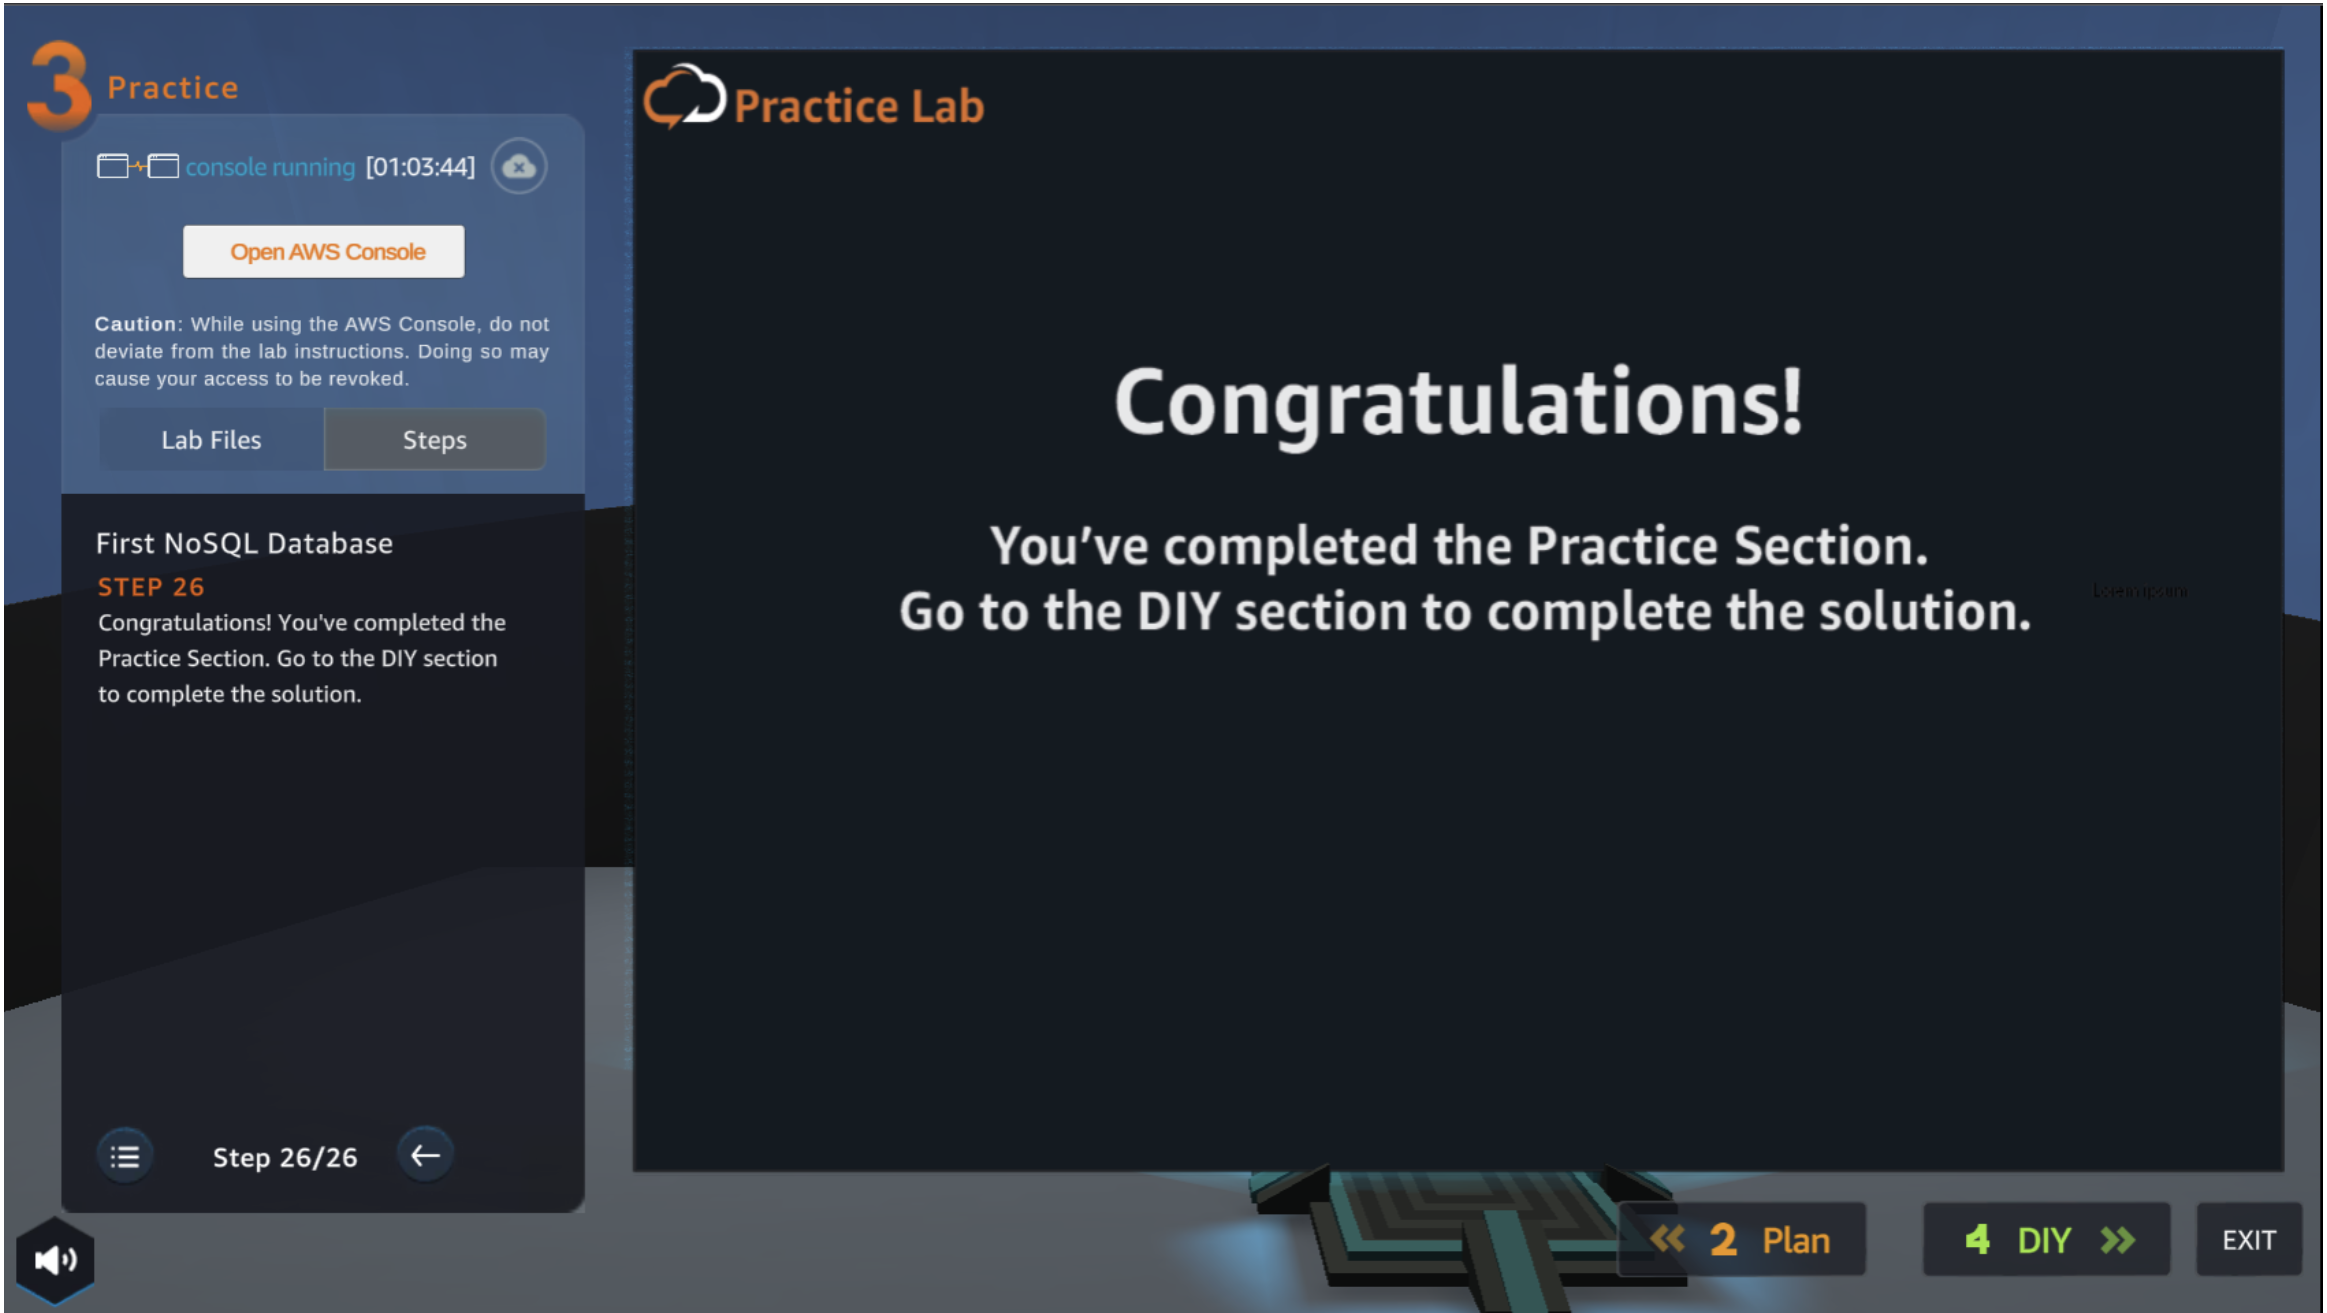 3 Practice
console running [01:03:44]
Open AWS Console
Caution: While using the AWS Console, do not
deviate from the lab instructions. Doing so may
cause your access to be revoked.
Lab Files Steps
First NoSQL Database
STEP 26
Congratulations! You've completed the
Practice Section. Go to the DIY section
to complete the solution.
Step 26/26
Practice Lab
Congratulations!
You’ve completed the Practice Section.
Go to the DIY section to complete the solution.
Lorem ipsum
2 Plan
4 DIY
EXIT